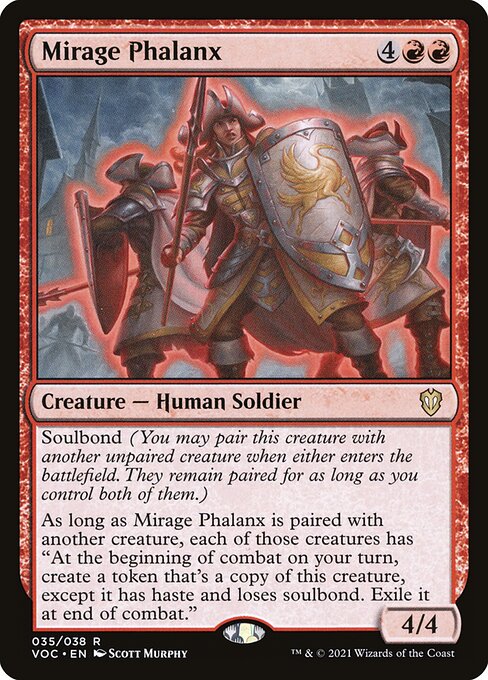 Mirage Phalanx 4
Creature — Human Soldier
Soulbond (You may pair this creature with
another unpaired creature when either enters the
battlefield. They remain paired for as long as you
control both of them.)
As long as Mirage Phalanx is paired with
another creature, each of those creatures has
“At the beginning of combat on your turn,
create a token that’s a copy of this creature,
except it has haste and loses soulbond. Exile it
at end of combat.”
4/4
035/038 R
VOC • EN Scott Murphy
™ & © 2021 Wizards of the Coast